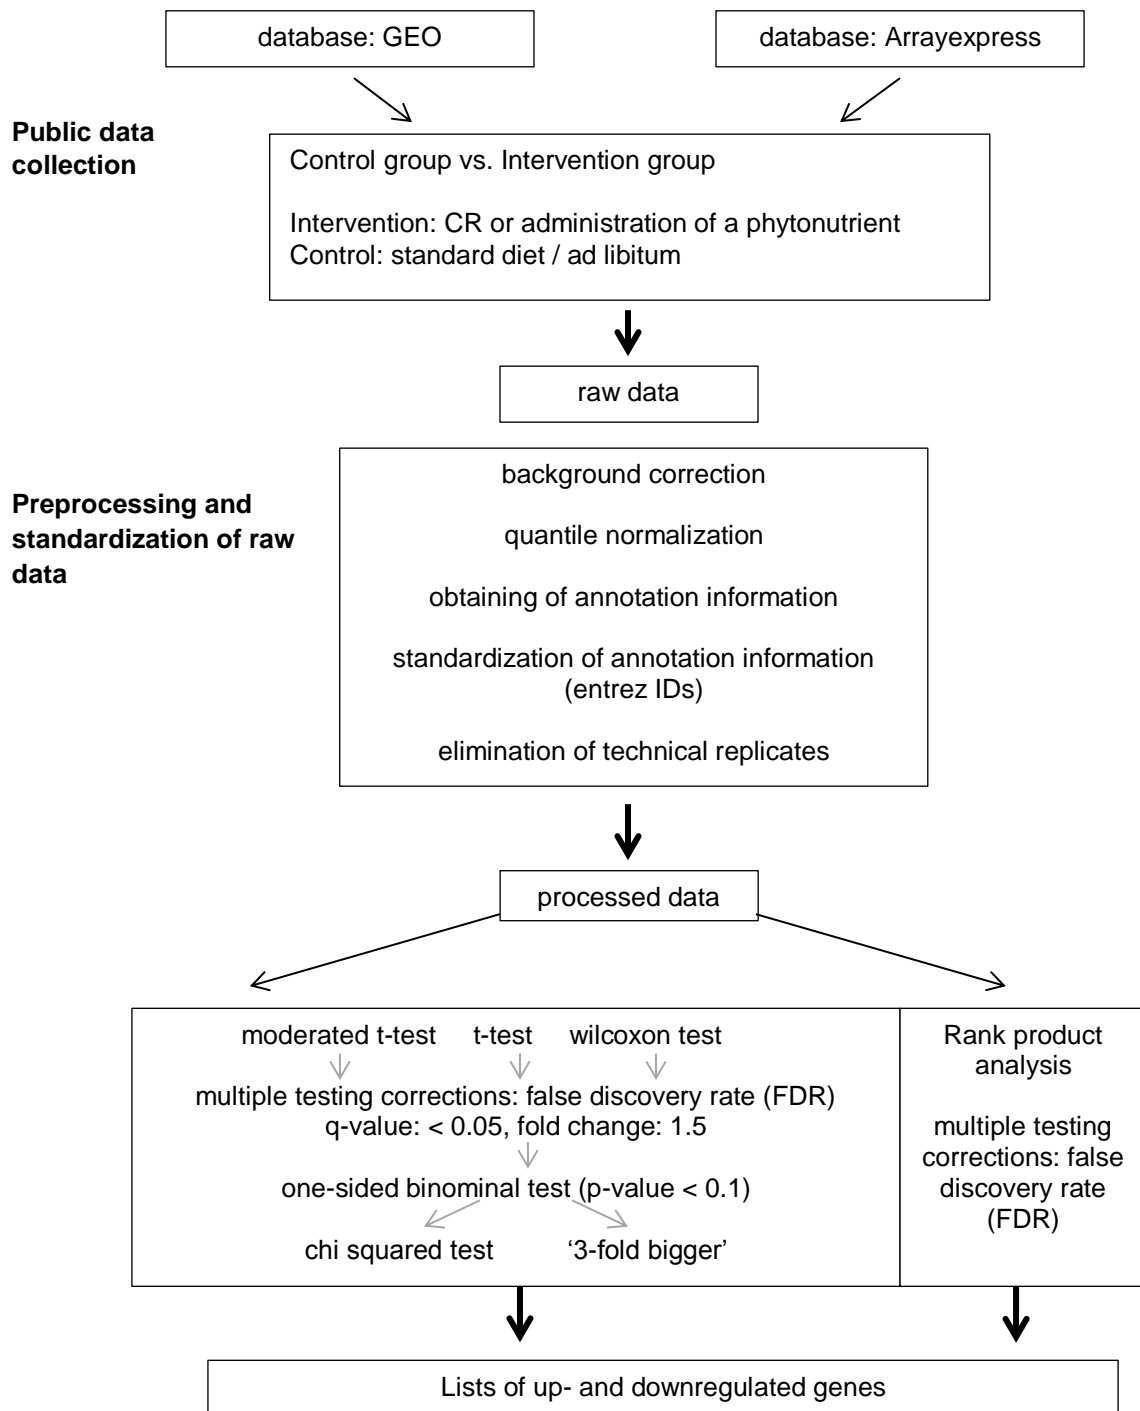 database: GEO
database: Arrayexpress
Public data
collection
Control group vs. Intervention group
Intervention: CR or administration of a phytonutrient
Control: standard diet / ad libitum
raw data
Preprocessing and
standardization of raw
data
background correction
quantile normalization
obtaining of annotation information
standardization of annotation information
(entrez IDs)
elimination of technical replicates
processed data
moderated t-test t-test wilcoxon test
multiple testing corrections: false discovery rate (FDR)
q-value: < 0.05, fold change: 1.5
one-sided binominal test (p-value < 0.1)
chi squared test ‘3-fold bigger’
Rank product
analysis
multiple testing
corrections: false
discovery rate
(FDR)
Lists of up- and downregulated genes